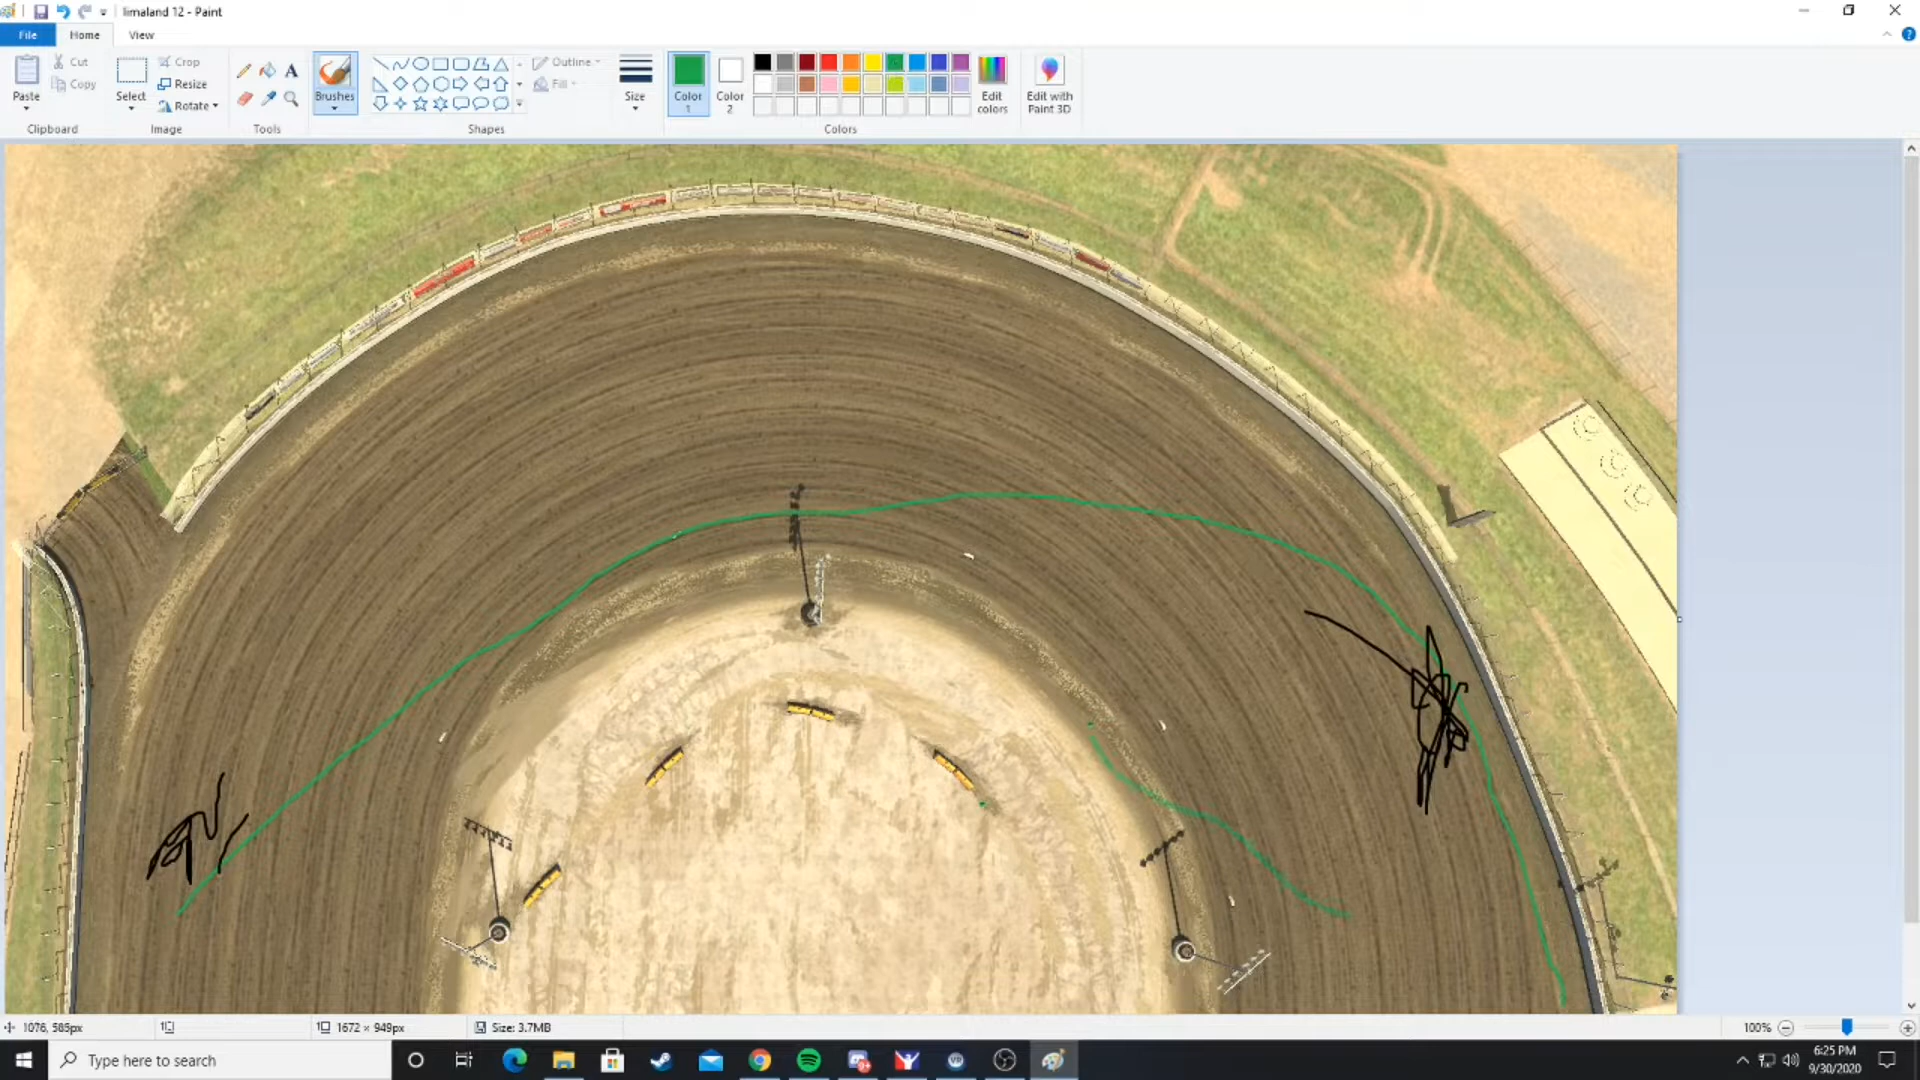 limaland 12 - Paint
File Home View
Paste
Cut
Copy
Clipboard
Select
Crop
Resize
Rotate
Image
A
Tools
Brushes
Outline
Fill
Shapes
Size
Color 1
Color 2
Edit colors
Colors
Edit with Paint 3D
1076, 585px
1672 × 949px
Size: 3.7MB
100%
Type here to search
6:25 PM
9/30/2020